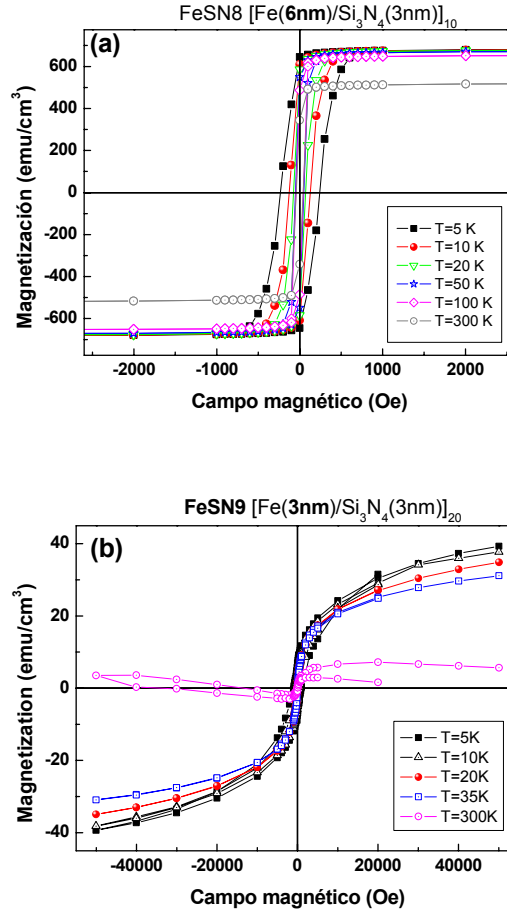 FeSN8 [Fe(6nm)/Si₃N₄(3nm)]₁₀
(a)
600
400
200
0
-200
-400
-600
Magnetización (emu/cm³)
T=5 K
T=10 K
T=20 K
T=50 K
T=100 K
T=300 K
-2000 -1000 0 1000 2000
Campo magnético (Oe)
FeSN9 [Fe(3nm)/Si₃N₄(3nm)]₂₀
(b)
40
20
0
-20
-40
Magnetization (emu/cm³)
T=5K
T=10K
T=20K
T=35K
T=300K
-40000 -20000 0 20000 40000
Campo magnético (Oe)